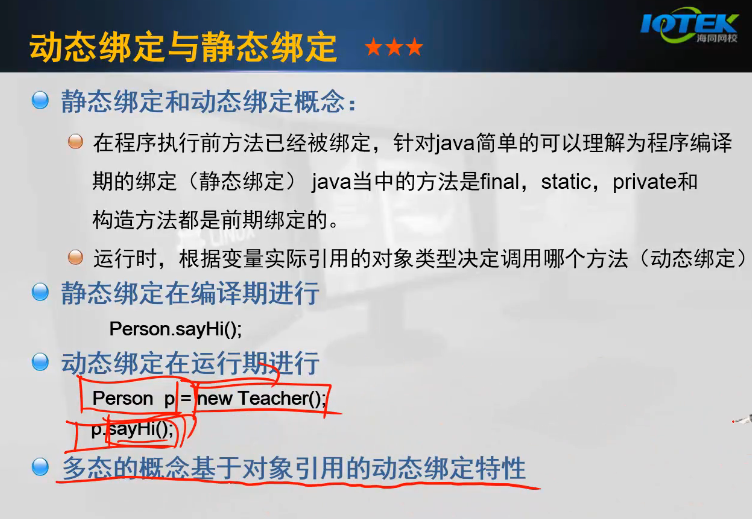 动态绑定与静态绑定 ★★★
IOTEK
海同网校
静态绑定和动态绑定概念：
在程序执行前方法已经被绑定，针对java简单的可以理解为程序编译
期的绑定（静态绑定） java当中的方法是final，static，private和
构造方法都是前期绑定的。
运行时，根据变量实际引用的对象类型决定调用哪个方法（动态绑定）
静态绑定在编译期进行
Person.sayHi();
动态绑定在运行期进行
Person p = new Teacher();
p.sayHi();
多态的概念基于对象引用的动态绑定特性